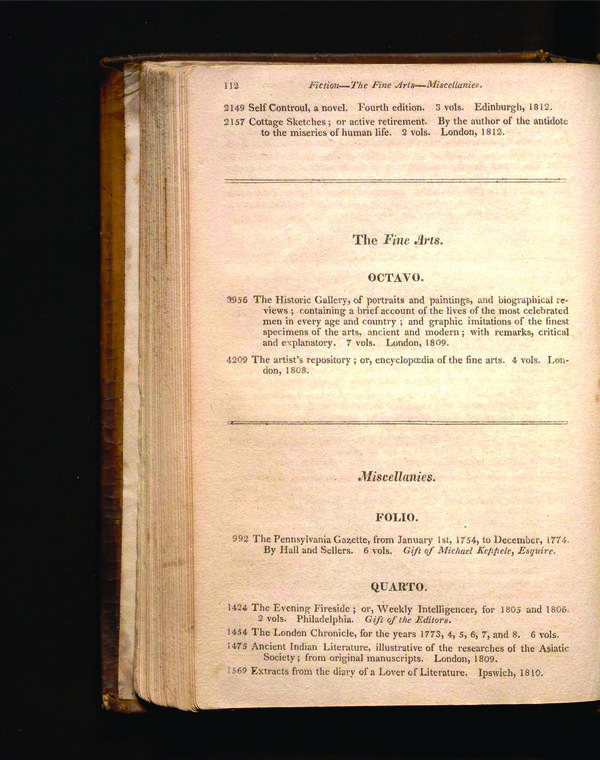 112 Fiction—The Fine Arts—Miscellanies.
2149 Self Controul, a novel. Fourth edition. 3 vols. Edinburgh, 1812.
2157 Cottage Sketches; or active retirement. By the author of the antidote
to the miseries of human life. 2 vols. London, 1812.
The Fine Arts.
OCTAVO.
3956 The Historic Gallery, of portraits and paintings, and biographical re-
views; containing a brief account of the lives of the most celebrated
men in every age and country; and graphic imitations of the finest
specimens of the arts, ancient and modern; with remarks, critical
and explanatory. 7 vols. London, 1809.
4209 The artist's repository; or, encyclopædia of the fine arts. 4 vols. Lon-
don, 1808.
Miscellanies.
FOLIO.
992 The Pennsylvania Gazette, from January 1st, 1754, to December, 1774.
By Hall and Sellers. 6 vols. Gift of Michael Keppele, Esquire.
QUARTO.
1424 The Evening Fireside; or, Weekly Intelligencer, for 1805 and 1806.
2 vols. Philadelphia. Gift of the Editors.
1454 The London Chronicle, for the years 1773, 4, 5, 6, 7, and 8. 6 vols.
1475 Ancient Indian Literature, illustrative of the researches of the Asiatic
Society; from original manuscripts. London, 1809.
1569 Extracts from the diary of a Lover of Literature. Ipswich, 1810.